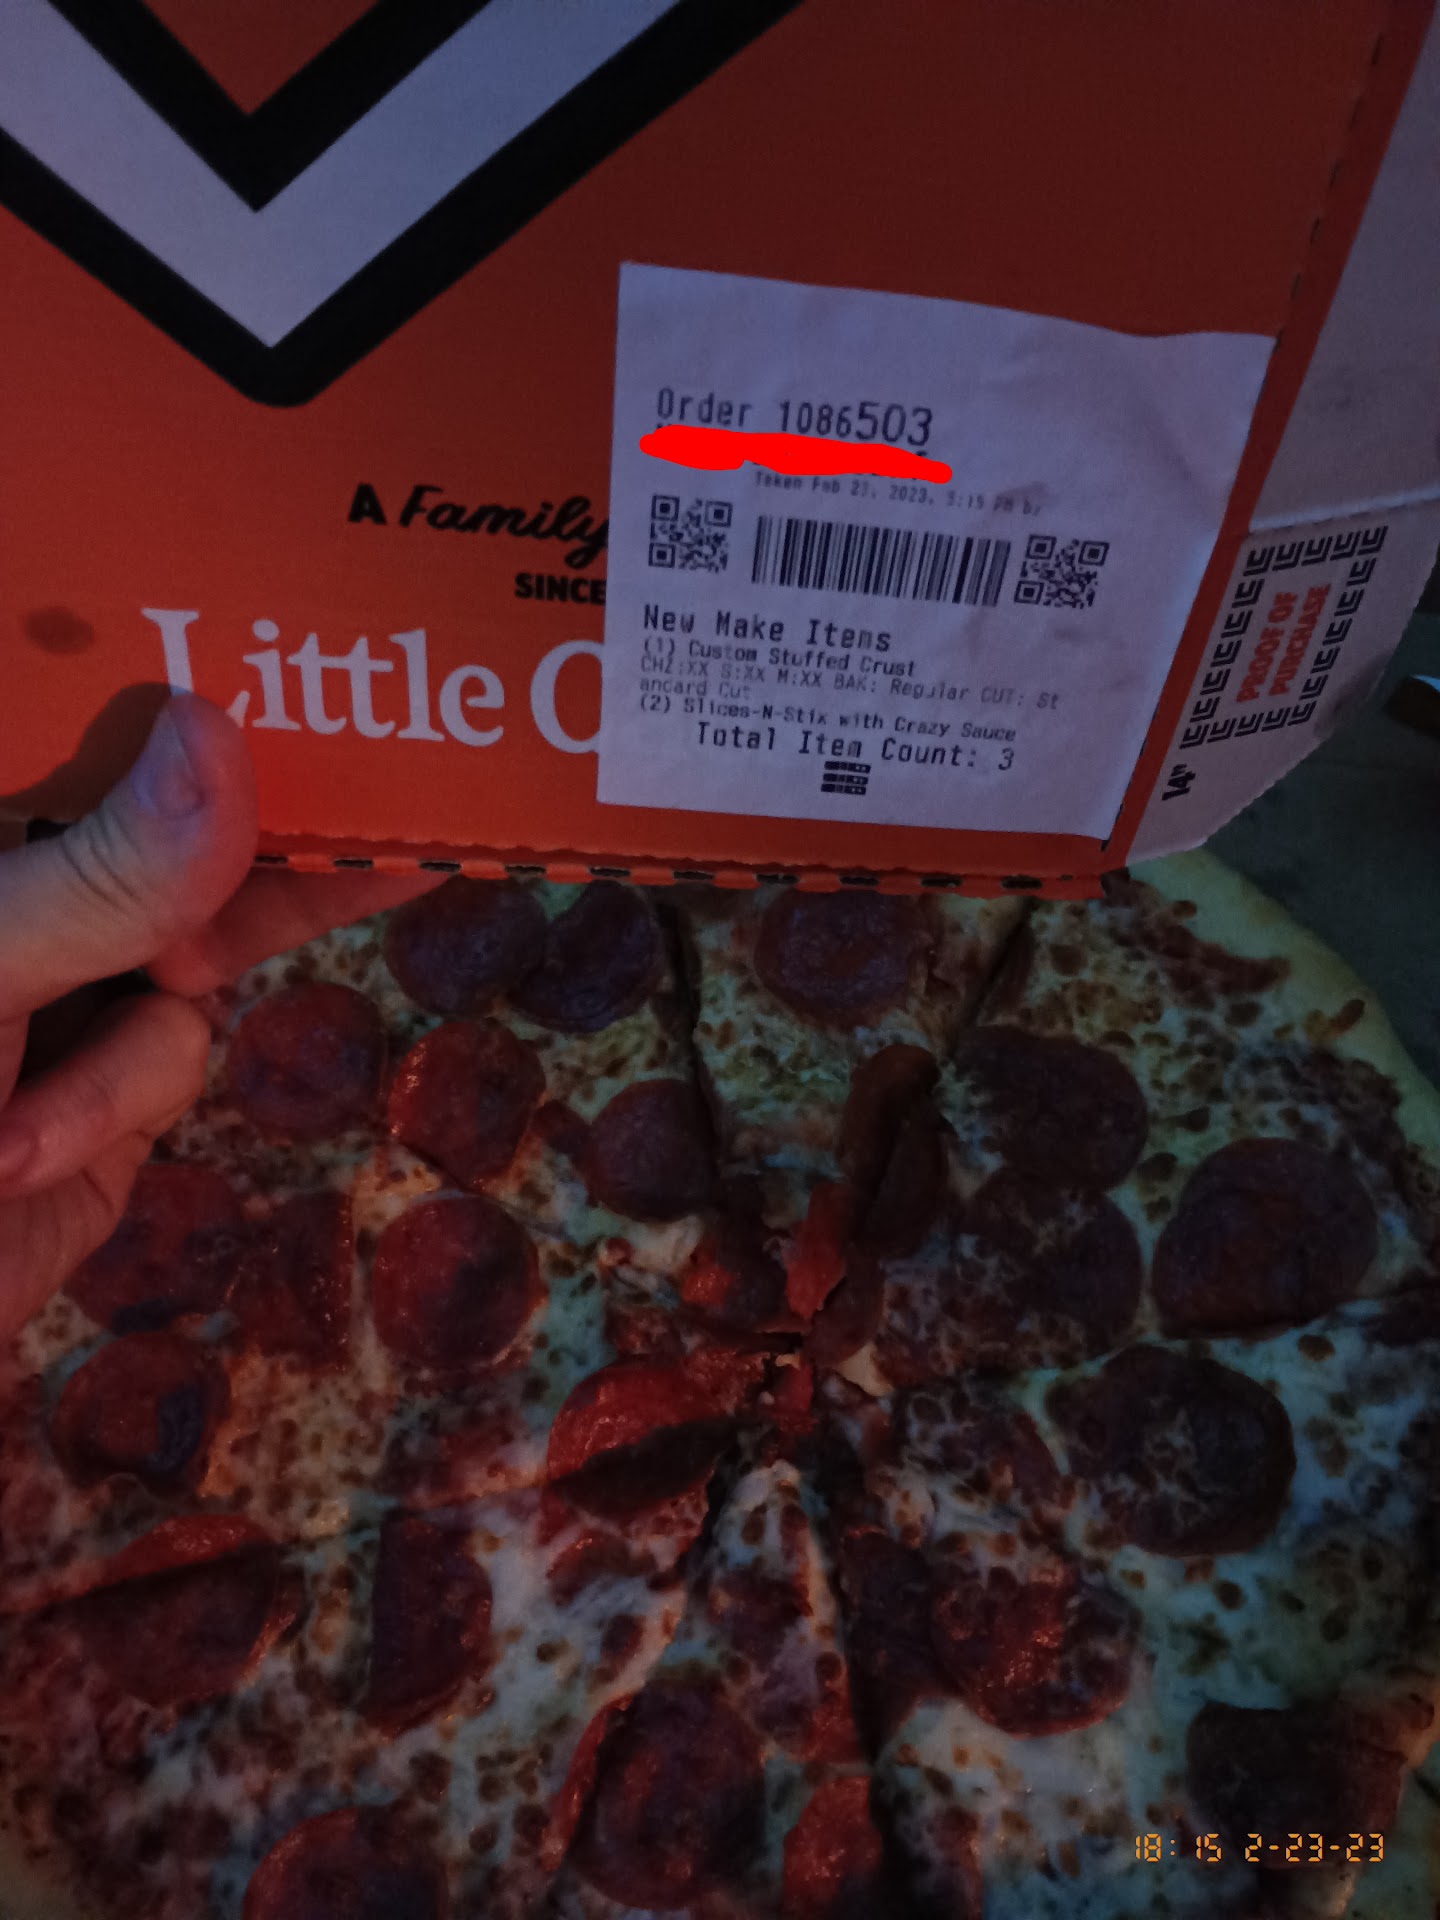 Order 1086503
Taken Feb 23, 2023, 5:15 PM by
A Family
SINCE
Little C
New Make Items
(1) Custom Stuffed Crust
CHZ:XX S:XX M:XX BAK: Regular CUT: St
andard Cut
(2) Slices-N-Stix with Crazy Sauce
Total Item Count: 3
PROOF OF
PURCHASE
14"
18:15 2-23-23